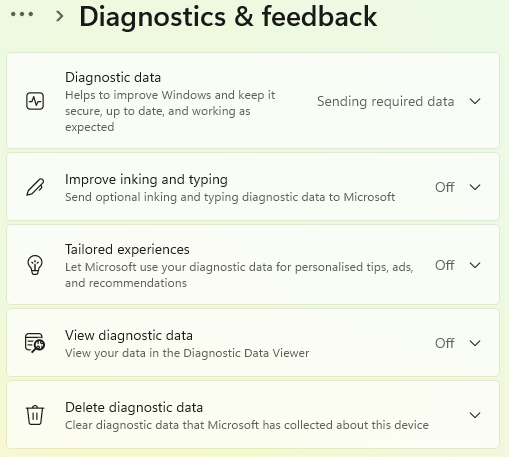 ... > Diagnostics & feedback
Diagnostic data
Helps to improve Windows and keep it
secure, up to date, and working as
expected
Sending required data
Improve inking and typing
Send optional inking and typing diagnostic data to Microsoft
Off
Tailored experiences
Let Microsoft use your diagnostic data for personalised tips, ads,
and recommendations
Off
View diagnostic data
View your data in the Diagnostic Data Viewer
Off
Delete diagnostic data
Clear diagnostic data that Microsoft has collected about this device